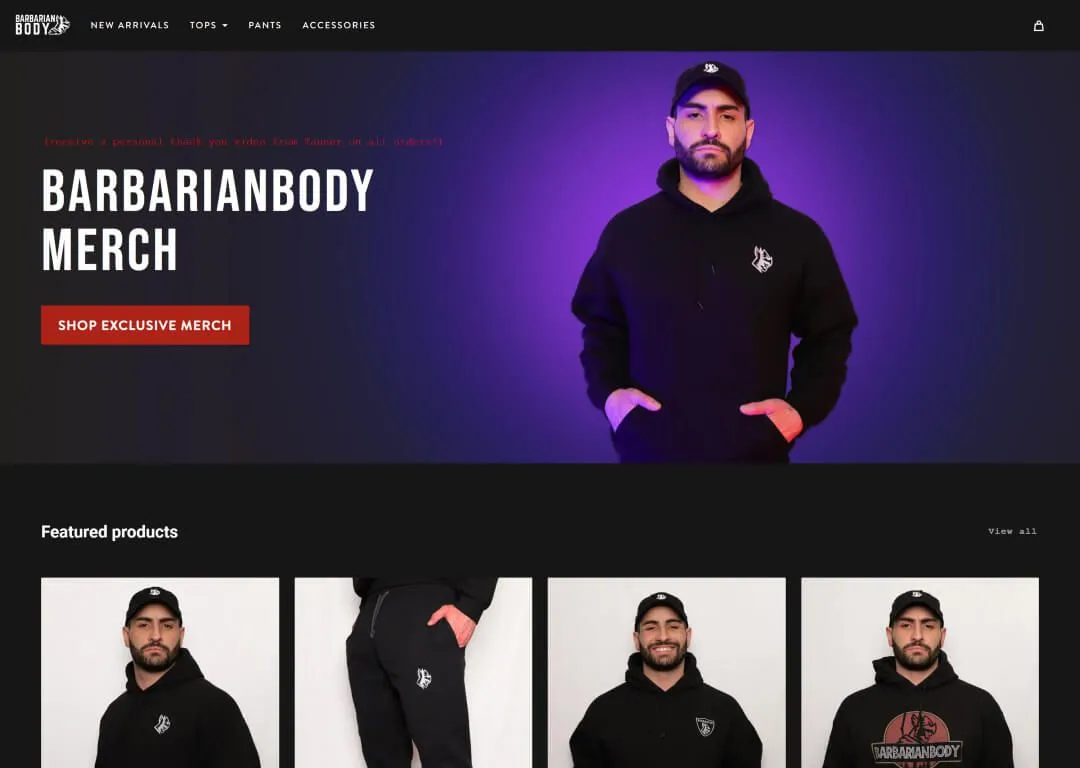 BARBARIAN
BODY
NEW ARRIVALS
TOPS
PANTS
ACCESSORIES
(receive a personal thank you video from Tanner on all orders!)
BARBARIANBODY
MERCH
SHOP EXCLUSIVE MERCH
Featured products
View all
BARBARIANBODY